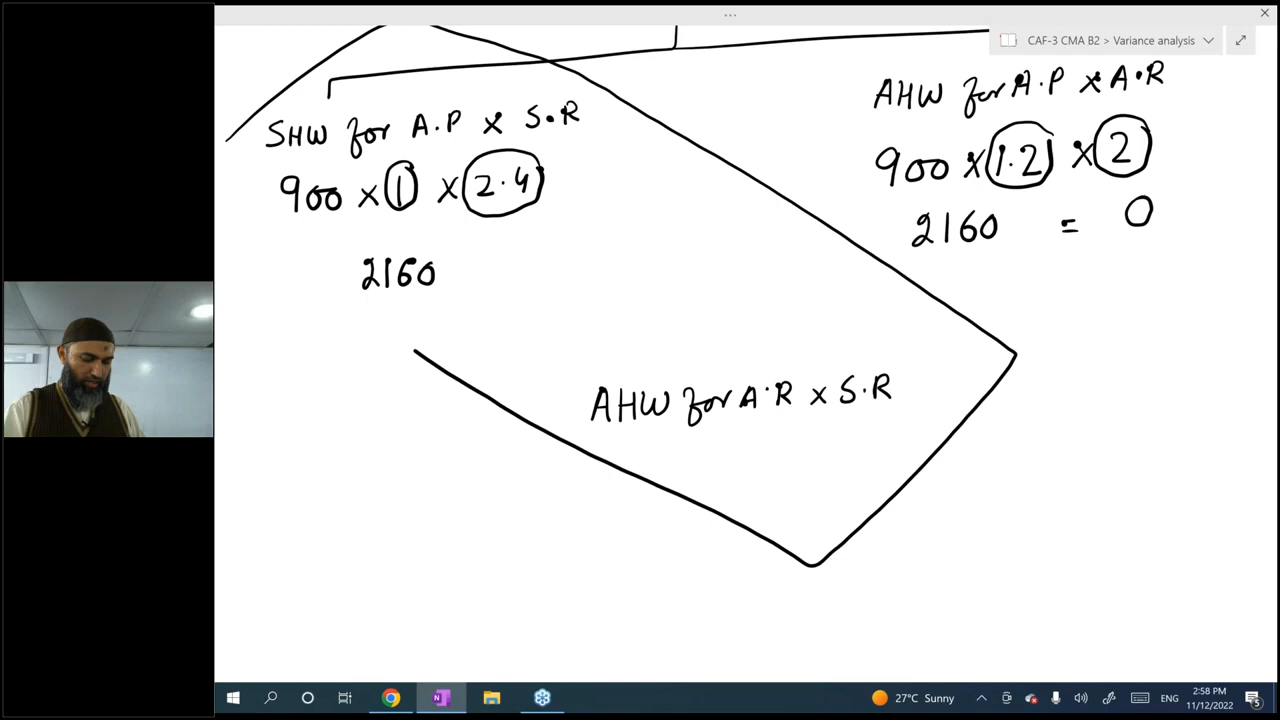 CAF-3 CMA B2 > Variance analysis
SHW for A.P x S.R
900 x 1 x 2.4
2160
AHW for A.P x A.R
900 x 1.2 x 2
2160 = 0
AHW for A.R x S.R
27°C Sunny
ENG
2:58 PM
11/12/2022
5